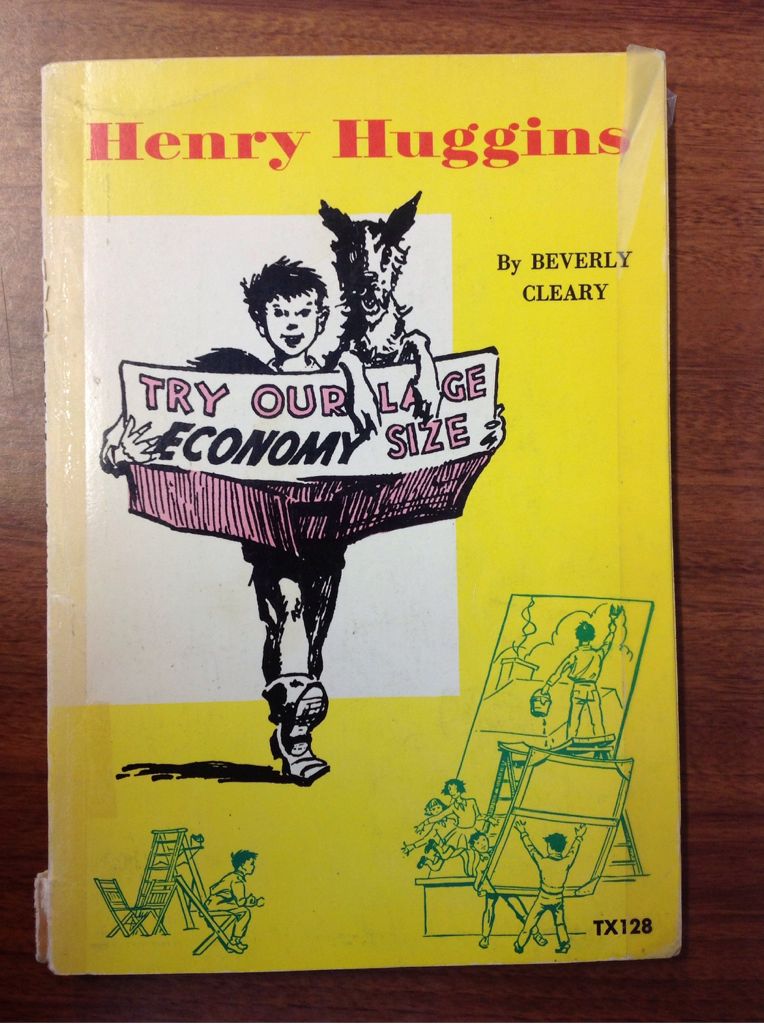 Henry Huggins
By BEVERLY
CLEARY
TRY OUR LA GE
ECONOMY SIZE
TX128